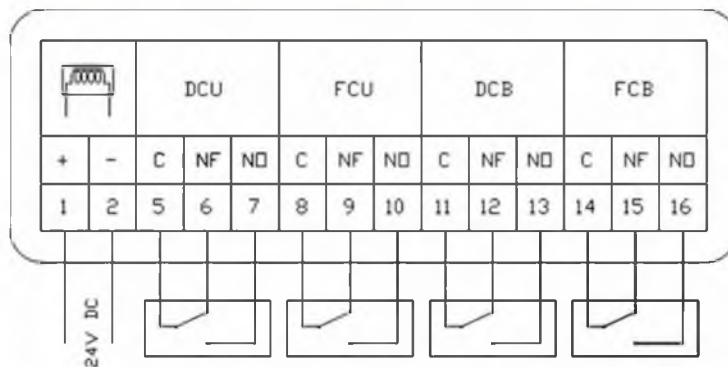 DCU FCU DCB FCB
+ - C NF NO C NF NO C NF NO C NF NO
1 2 5 6 7 8 9 10 11 12 13 14 15 16
24V DC